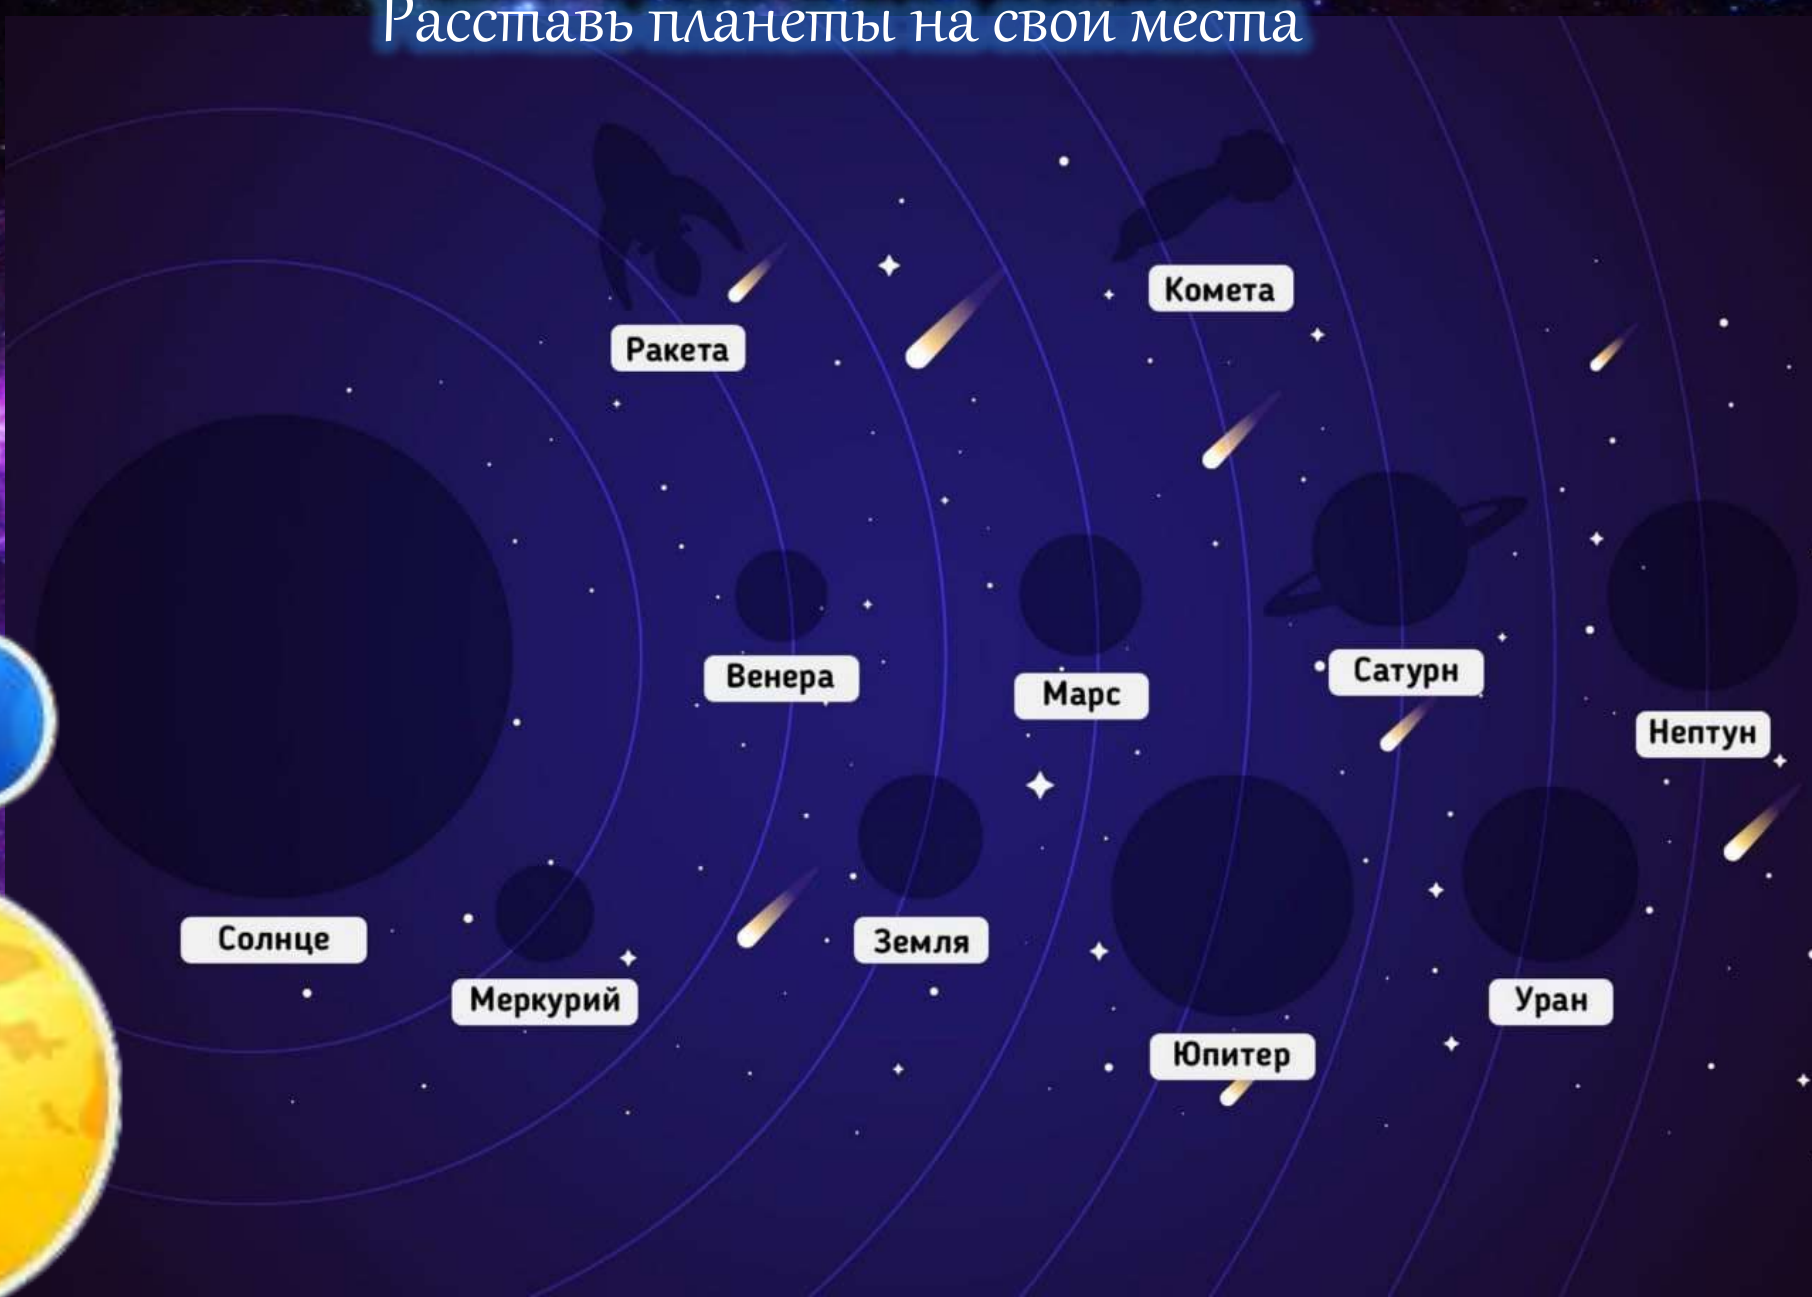 Расставь планеты на свои места
Комета
Ракета
Сатурн
Венера
Марс
Нептун
Солнце
Земля
Меркурий
Уран
Юпитер